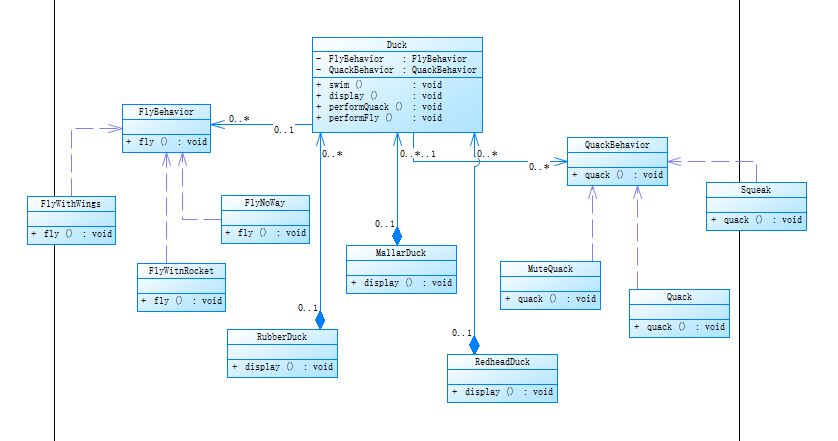 Duck
- FlyBehavior : FlyBehavior
- QuackBehavior : QuackBehavior
+ swim () : void
+ display () : void
+ performQuack () : void
+ performFly () : void
FlyBehavior
+ fly () : void
0..*
0..1
0..*
0..*..1
0..*
0..*
QuackBehavior
+ quack () : void
FlyWithWings
+ fly () : void
FlyNoWay
+ fly () : void
Squeak
+ quack () : void
0..1
MallarDuck
+ display () : void
FlyWitnRocket
+ fly () : void
MuteQuack
+ quack () : void
Quack
+ quack () : void
0..1
RubberDuck
+ display () : void
0..1
RedheadDuck
+ display () : void